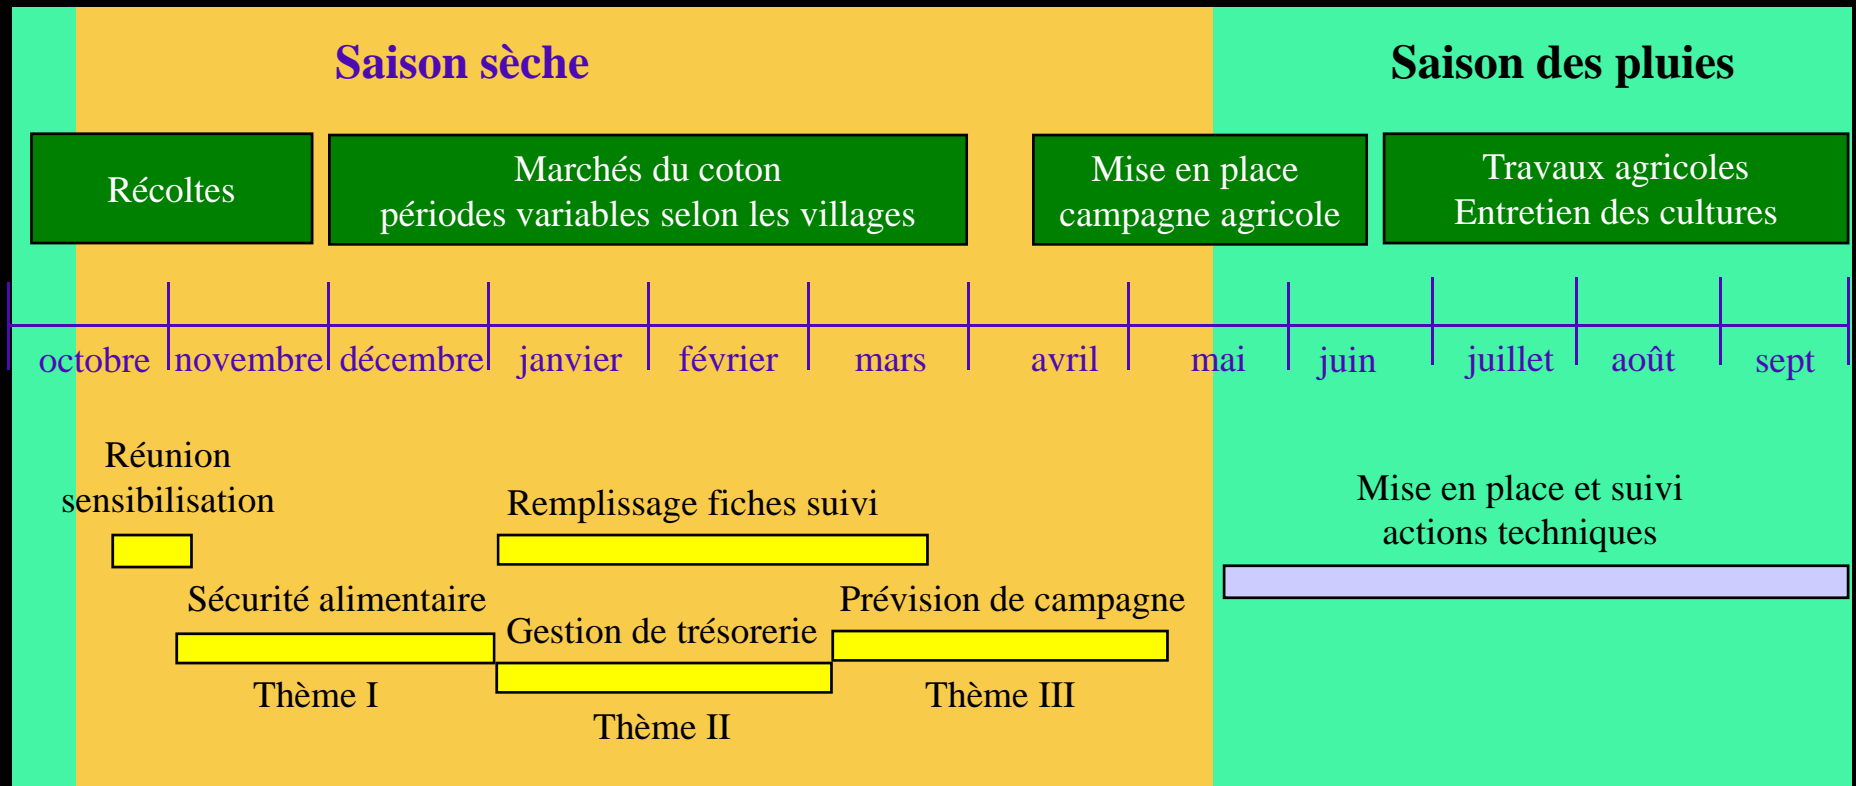 Saison sèche
Saison des pluies
Récoltes
Marchés du coton
périodes variables selon les villages
Mise en place
campagne agricole
Travaux agricoles
Entretien des cultures
octobre novembre décembre janvier février mars avril mai juin juillet août sept
Réunion
sensibilisation
Remplissage fiches suivi
Mise en place et suivi
actions techniques
Sécurité alimentaire
Gestion de trésorerie
Prévision de campagne
Thème I
Thème II
Thème III